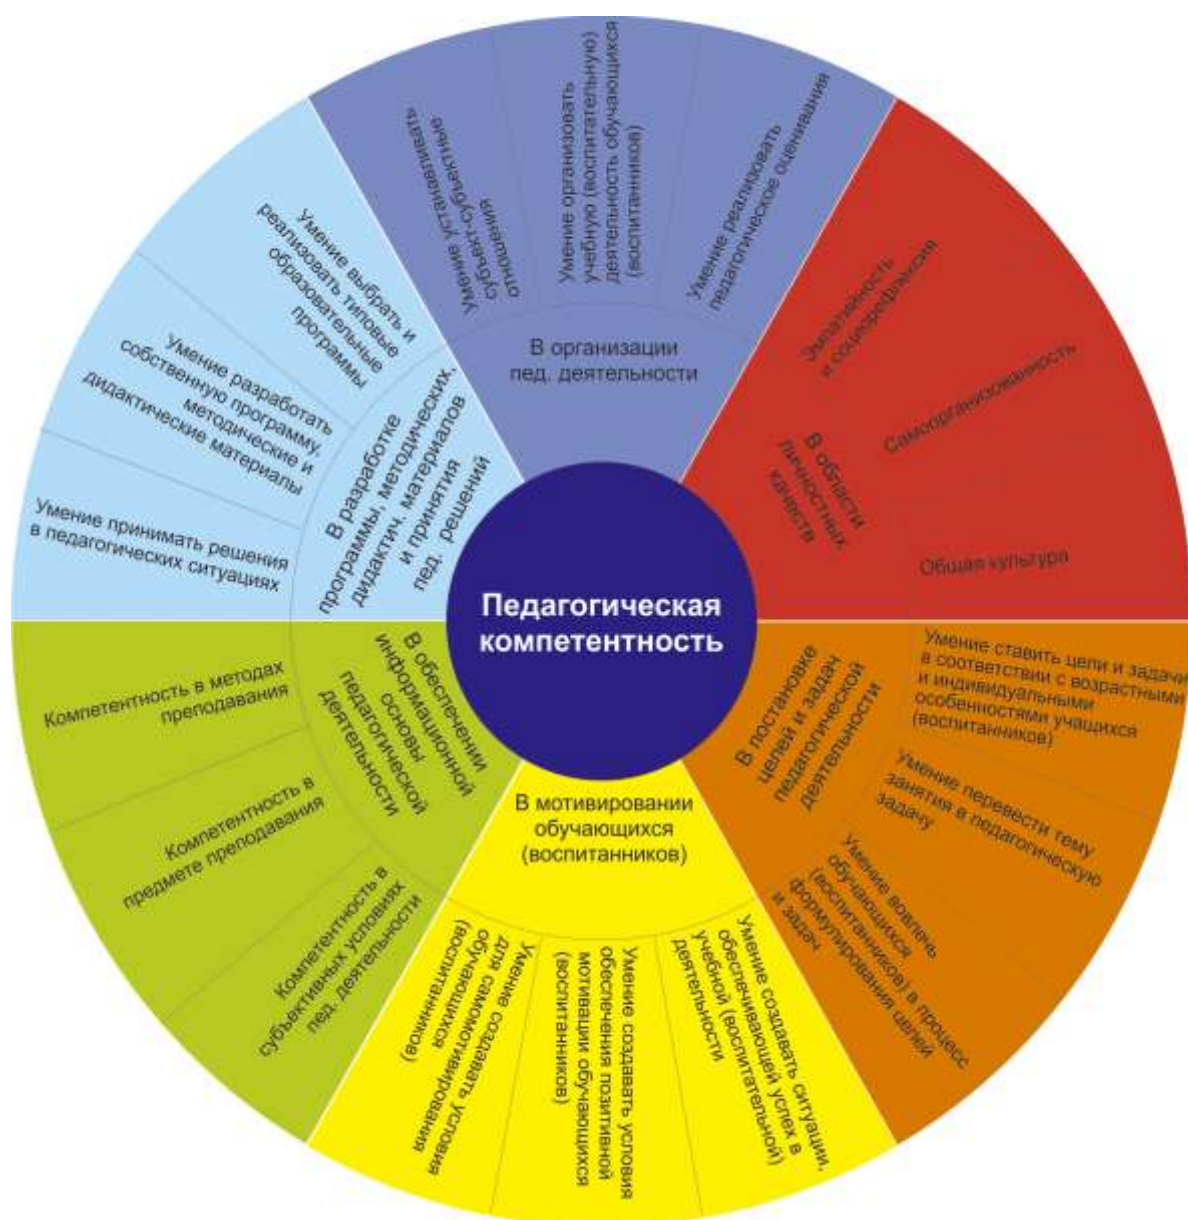 Педагогическая
компетентность
В организации
пед. деятельности
Умение устанавливать
субъект-субъектные
отношения
Умение организовать
учебную (воспитательную)
деятельность обучающихся
(воспитанников)
Умение реализовать
педагогическое оценивания
В области
личностных
качеств
Эмпатийность
и социорефлексия
Самоорганизованность
Общая культура
В постановке
целей и задач
педагогической
деятельности
Умение ставить цели и задачи
в соответствии с возрастными
и индивидуальными
особенностями учащихся
(воспитанников)
Умение перевести тему
занятия в педагогическую
задачу
Умение вовлечь
обучающихся
(воспитанников) в процесс
формулирования целей
и задач
В мотивировании
обучающихся
(воспитанников)
Умение создавать ситуации,
обеспечивающей успех в
учебной (воспитательной)
деятельности
Умение создавать условия
обеспечения позитивной
мотивации обучающихся
(воспитанников)
Умение создавать условия
для самомотивирования
обучающихся
(воспитанников)
В обеспечении
информационной
основы
педагогической
деятельности
Компетентность в
субъективных условиях
пед. деятельности
Компетентность в
предмете преподавания
Компетентность в методах
преподавания
В разработке
программы, методических,
дидактич. материалов
и принятия
пед. решений
Умение принимать решения
в педагогических ситуациях
Умение разработать
собственную программу,
методические и
дидактические материалы
Умение выбрать и
реализовать типовые
образовательные
программы